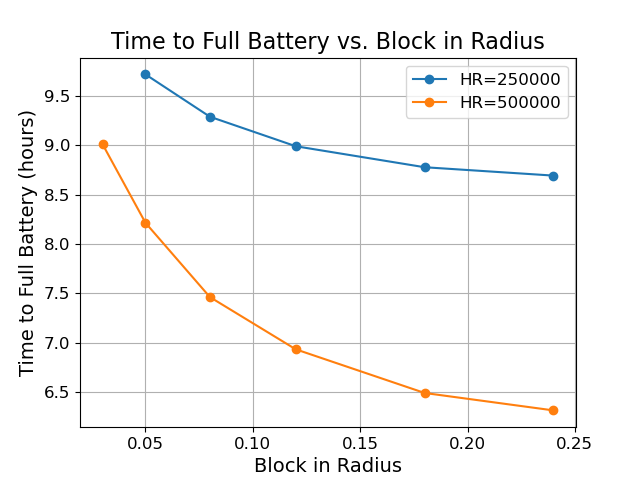 Time to Full Battery vs. Block in Radius
HR=250000
HR=500000
Time to Full Battery (hours)
9.5
9.0
8.5
8.0
7.5
7.0
6.5
0.05 0.10 0.15 0.20 0.25
Block in Radius